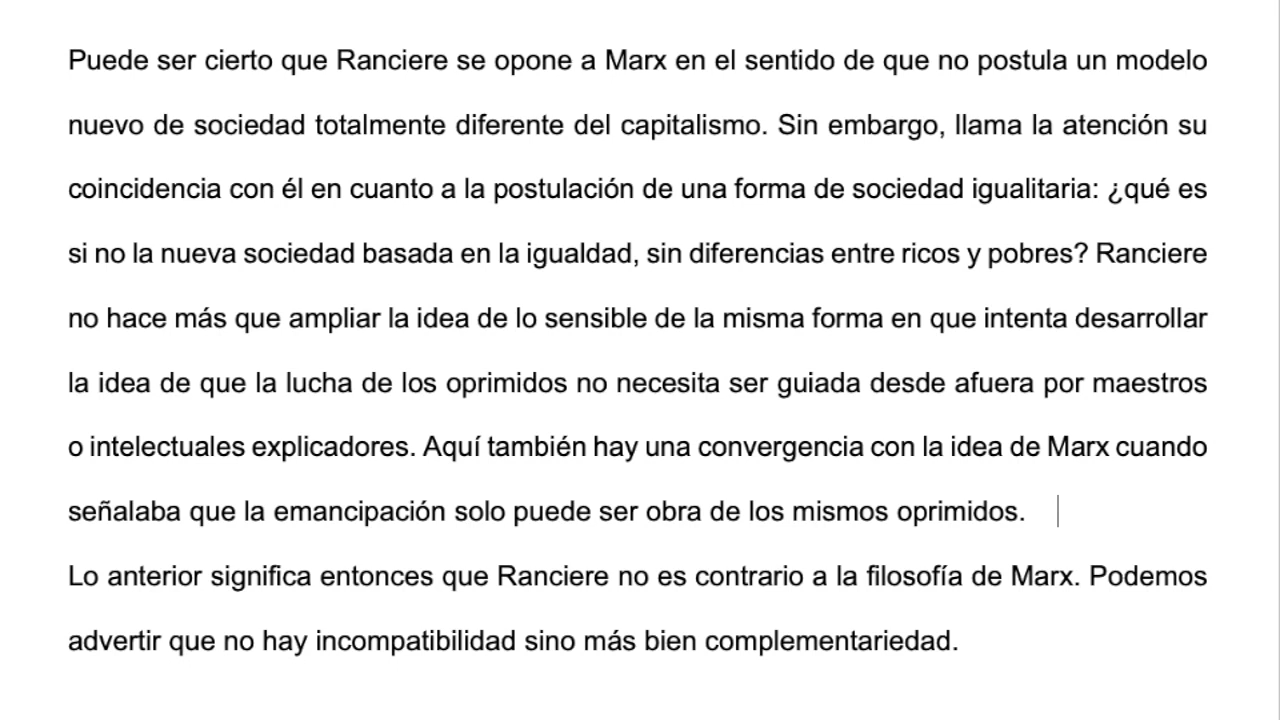 Puede ser cierto que Ranciere se opone a Marx en el sentido de que no postula un modelo
nuevo de sociedad totalmente diferente del capitalismo. Sin embargo, llama la atención su
coincidencia con él en cuanto a la postulación de una forma de sociedad igualitaria: ¿qué es
si no la nueva sociedad basada en la igualdad, sin diferencias entre ricos y pobres? Ranciere
no hace más que ampliar la idea de lo sensible de la misma forma en que intenta desarrollar
la idea de que la lucha de los oprimidos no necesita ser guiada desde afuera por maestros
o intelectuales explicadores. Aquí también hay una convergencia con la idea de Marx cuando
señalaba que la emancipación solo puede ser obra de los mismos oprimidos.
Lo anterior significa entonces que Ranciere no es contrario a la filosofía de Marx. Podemos
advertir que no hay incompatibilidad sino más bien complementariedad.